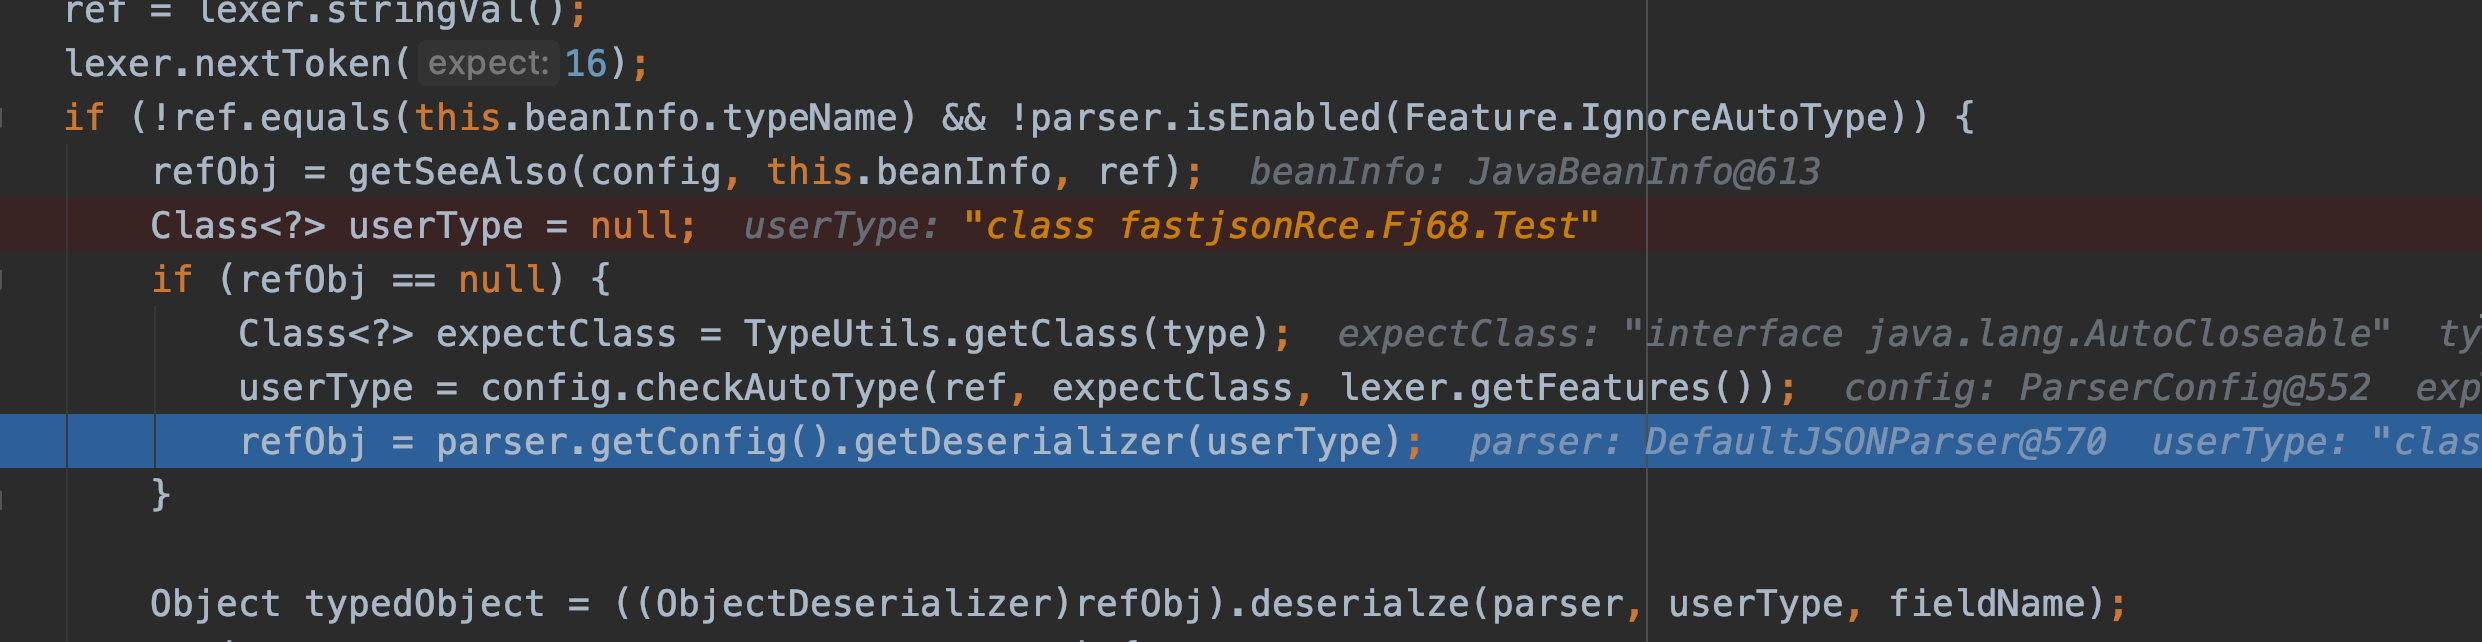 ref = lexer.stringVal();
lexer.nextToken( expect: 16);
if (!ref.equals(this.beanInfo.typeName) && !parser.isEnabled(Feature.IgnoreAutoType)) {
refObj = getSeeAlso(config, this.beanInfo, ref); beanInfo: JavaBeanInfo@613
Class<?> userType = null; userType: "class fastjsonRce.Fj68.Test"
if (refObj == null) {
Class<?> expectClass = TypeUtils.getClass(type); expectClass: "interface java.lang.AutoCloseable" ty
userType = config.checkAutoType(ref, expectClass, lexer.getFeatures()); config: ParserConfig@552 exp
refObj = parser.getConfig().getDeserializer(userType); parser: DefaultJSONParser@570 userType: "clas
}
Object typedObject = ((ObjectDeserializer)refObj).deserialze(parser, userType, fieldName);